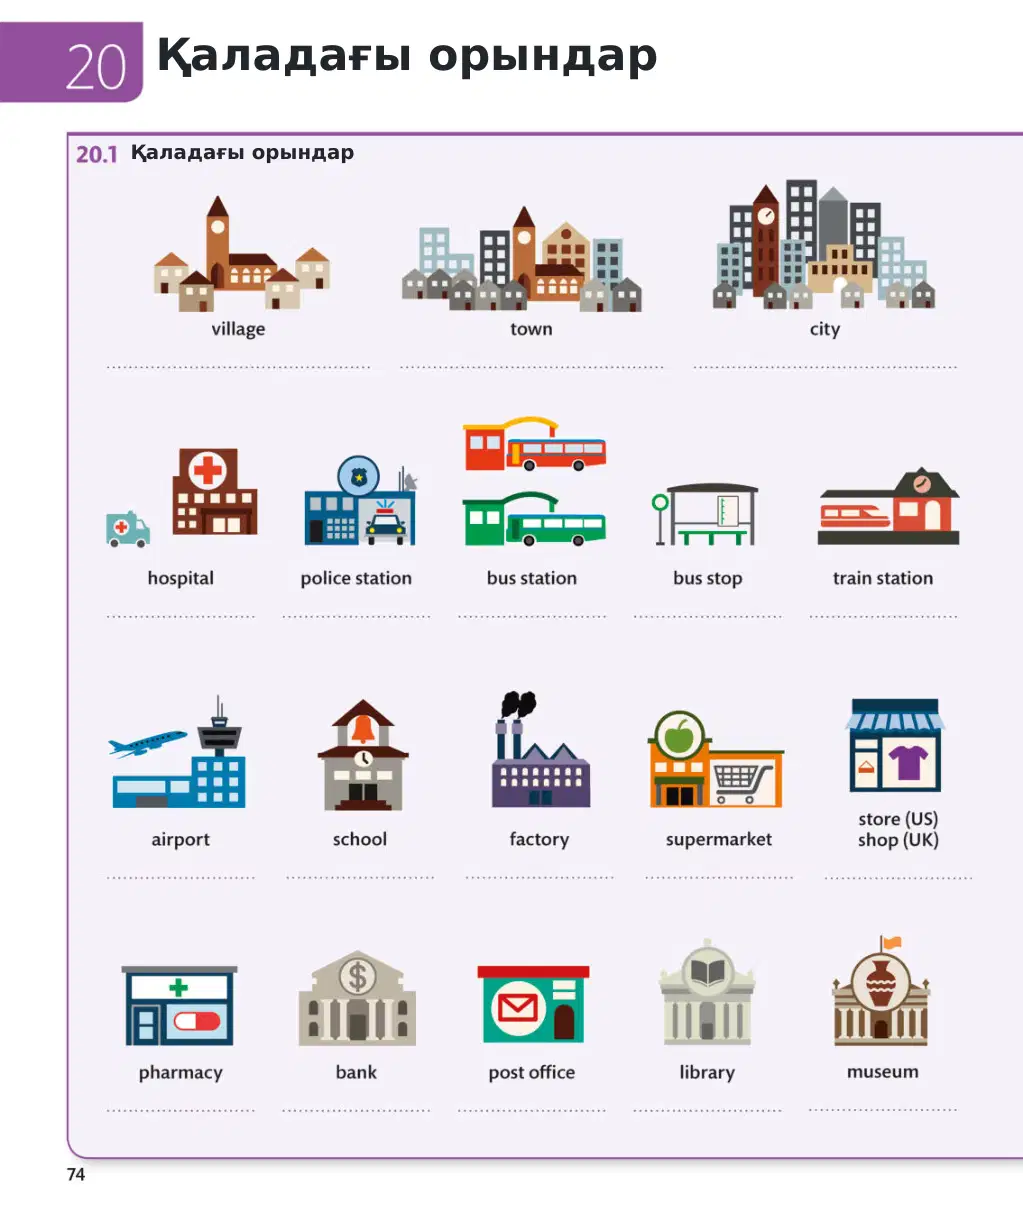 20 Қаладағы орындар
20.1 Қаладағы орындар
village town city
hospital police station bus station bus stop train station
airport school factory supermarket store (US)
shop (UK)
pharmacy bank post office library museum
74